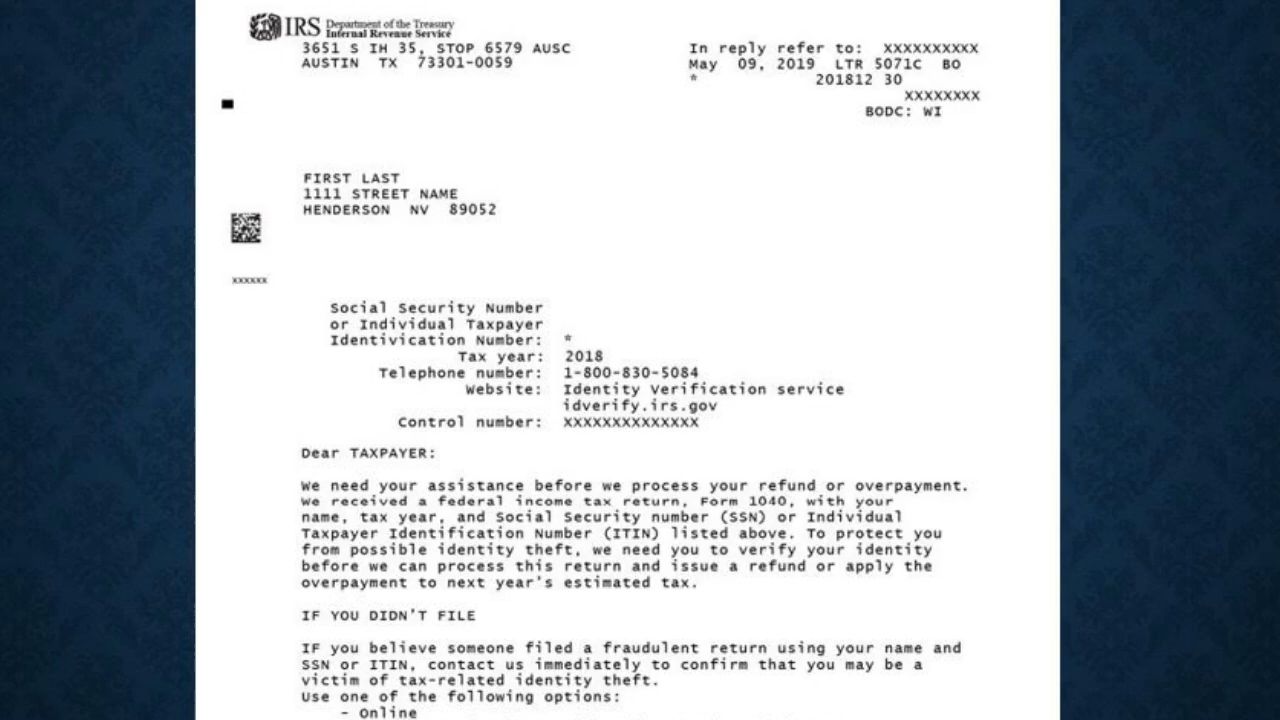 IRS Department of the Treasury
Internal Revenue Service
3651 S IH 35, STOP 6579 AUSC
AUSTIN TX 73301-0059
In reply refer to: XXXXXXXXXX
May 09, 2019 LTR 5071C BO
* 201812 30
XXXXXXXX
BODC: WI
FIRST LAST
1111 STREET NAME
HENDERSON NV 89052
XXXXXX
Social Security Number
or Individual Taxpayer
Identivication Number: *
Tax year: 2018
Telephone number: 1-800-830-5084
Website: Identity Verification service
idverify.irs.gov
Control number: XXXXXXXXXXXXXX
Dear TAXPAYER:
We need your assistance before we process your refund or overpayment.
We received a federal income tax return, Form 1040, with your
name, tax year, and Social Security number (SSN) or Individual
Taxpayer Identification Number (ITIN) listed above. To protect you
from possible identity theft, we need you to verify your identity
before we can process this return and issue a refund or apply the
overpayment to next year's estimated tax.
IF YOU DIDN'T FILE
IF you believe someone filed a fraudulent return using your name and
SSN or ITIN, contact us immediately to confirm that you may be a
victim of tax-related identity theft.
Use one of the following options:
- Online